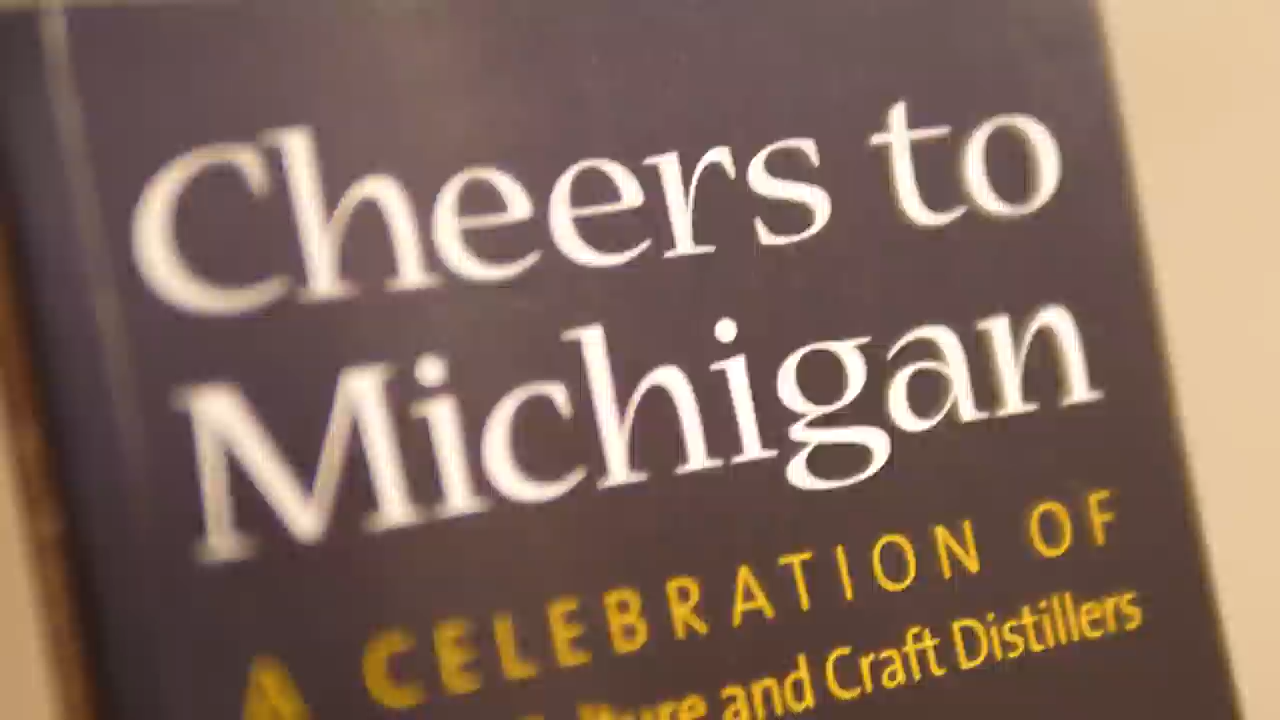 Cheers to
Michigan
A CELEBRATION OF
and Craft Distillers